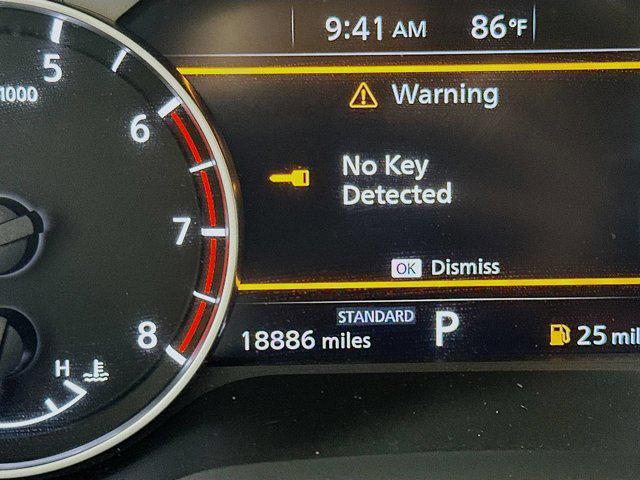 9:41 AM 86°F
5
1000
Warning
6
No Key
Detected
7
OK Dismiss
STANDARD
8
18886 miles P 25 mil
H